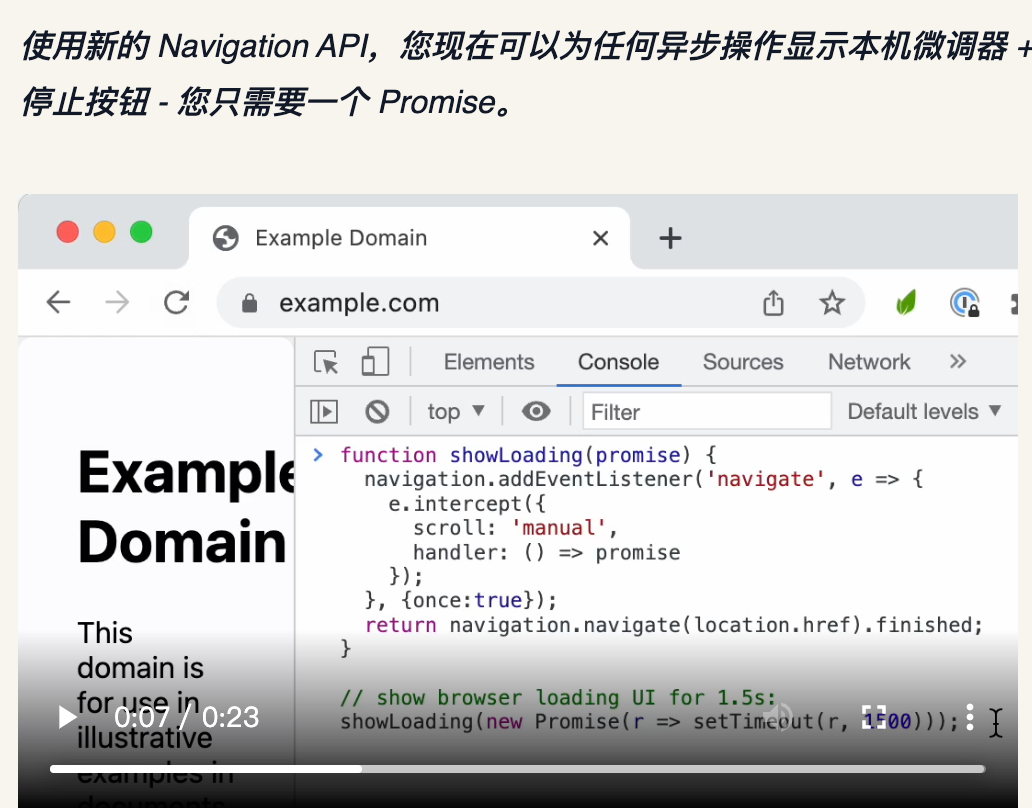 使用新的 Navigation API，您现在可以为任何异步操作显示本机微调器 +
停止按钮 - 您只需要一个 Promise。
Example Domain
example.com
Elements Console Sources Network »
top ▼ Filter Default levels ▼
Example
Domain
This
domain is
for use in
illustrative
examples in
documents
> function showLoading(promise) {
navigation.addEventListener('navigate', e => {
e.intercept({
scroll: 'manual',
handler: () => promise
});
}, {once:true});
return navigation.navigate(location.href).finished;
}
// show browser loading UI for 1.5s:
showLoading(new Promise(r => setTimeout(r, 1500)));
0:07 / 0:23